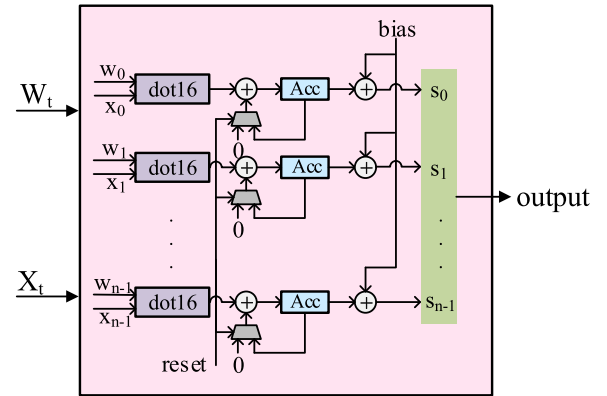 bias
w0
dot16
Acc
s0
x0
Wt
0
w1
dot16
Acc
s1
x1
0
output
.
.
.
.
.
.
Xt
wn-1
dot16
Acc
sn-1
xn-1
reset
0